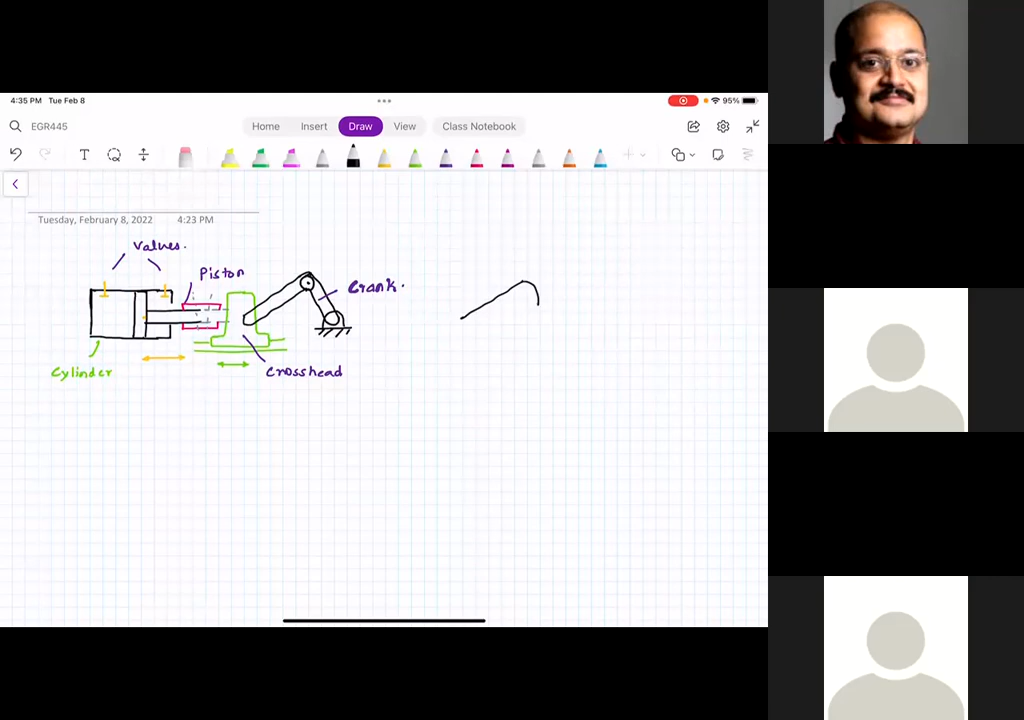 4:35 PM Tue Feb 8
95%
EGR445
Home Insert Draw View Class Notebook
T
Tuesday, February 8, 2022 4:23 PM
Values.
Piston
Crank.
Cylinder
Crosshead